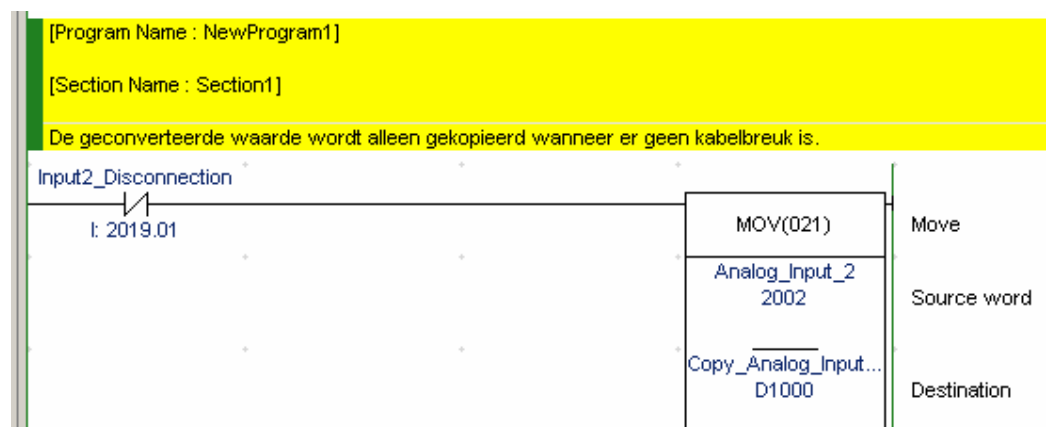 [Program Name : NewProgram1]
[Section Name : Section1]
De geconverteerde waarde wordt alleen gekopieerd wanneer er geen kabelbreuk is.
Input2_Disconnection
I: 2019.01
MOV(021)
Move
Analog_Input_2
2002
Source word
Copy_Analog_Input...
D1000
Destination